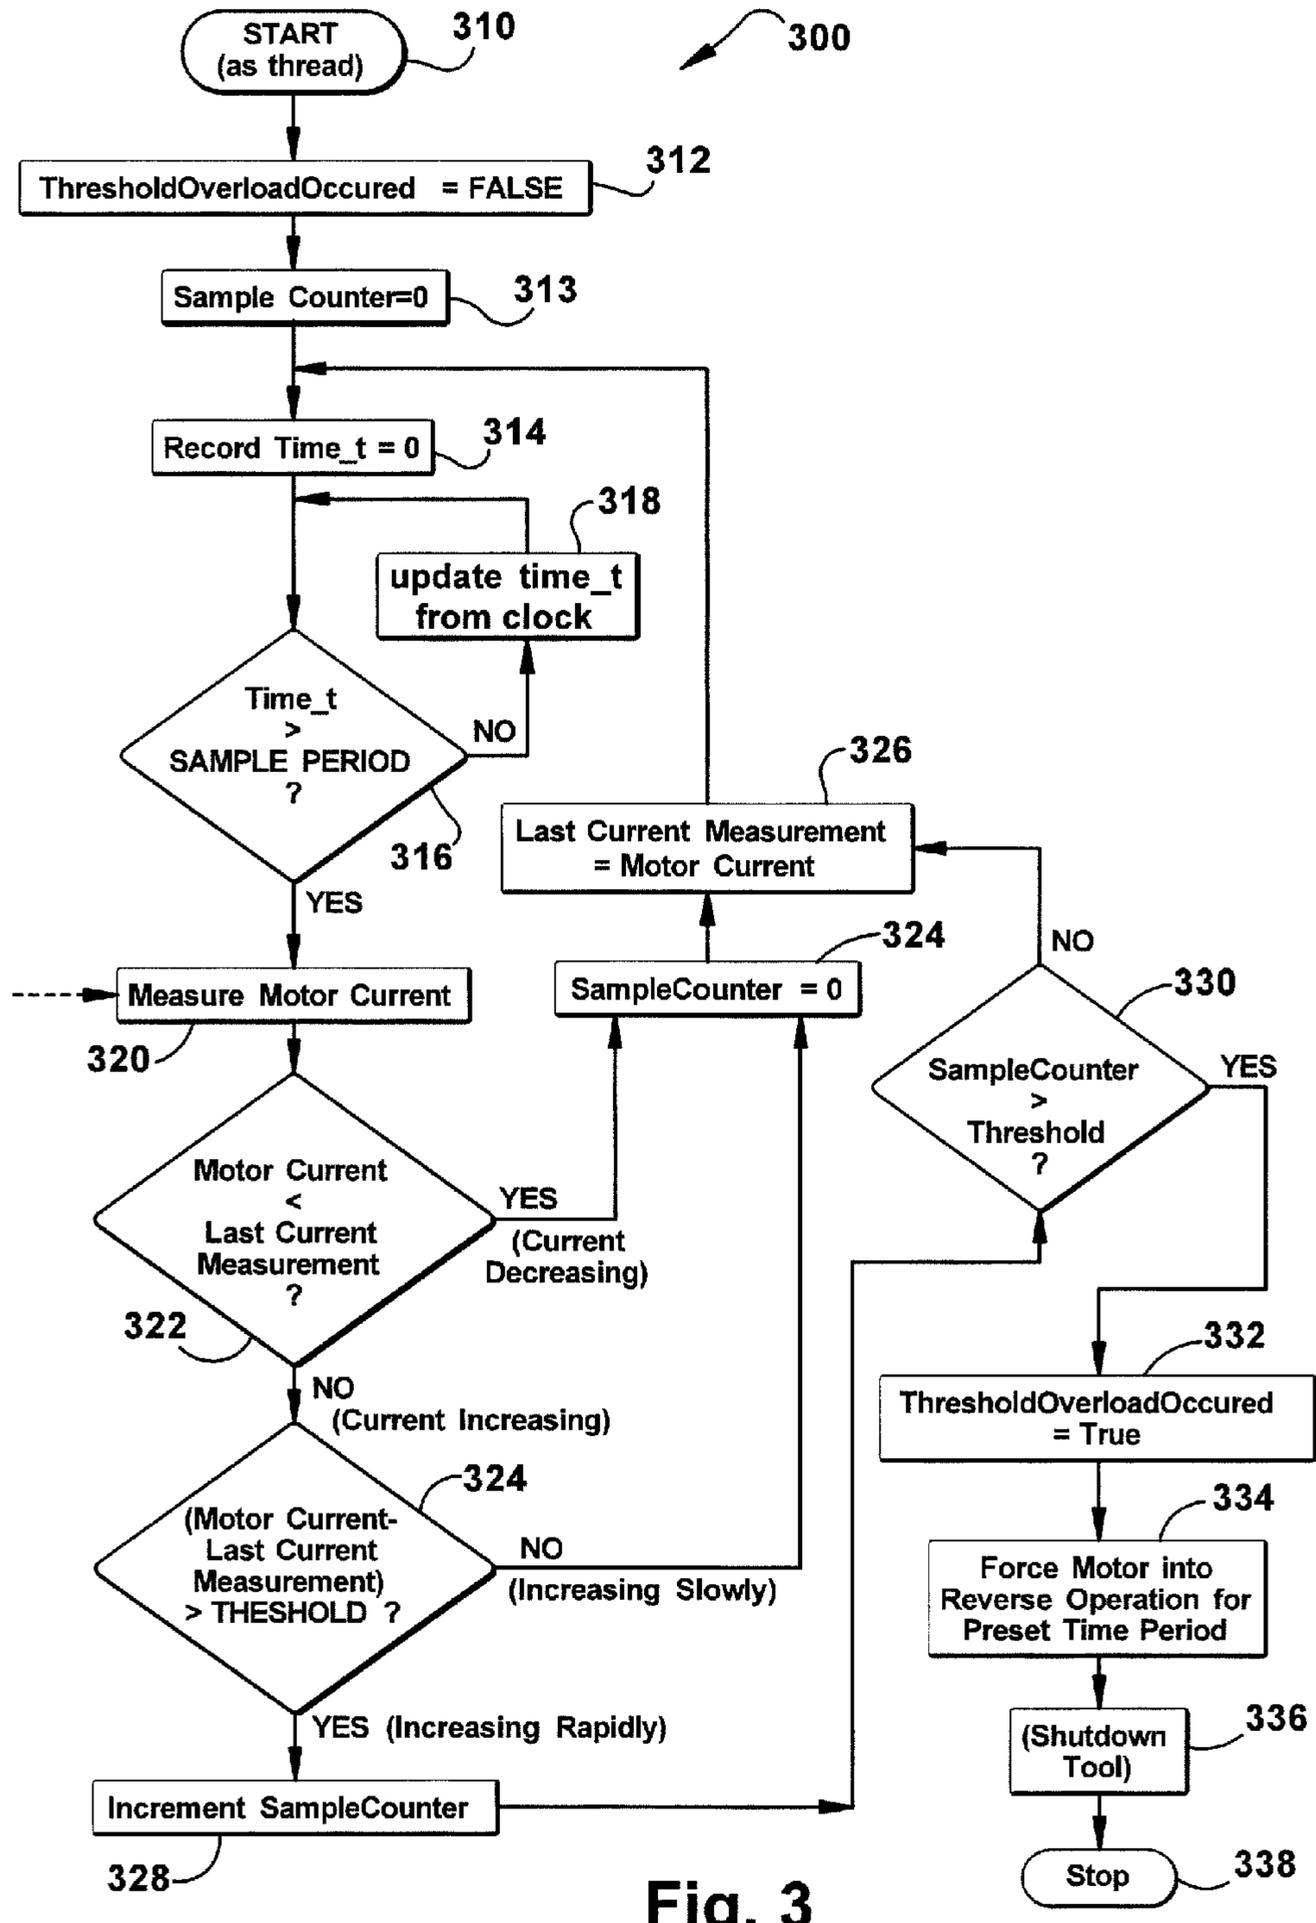 START
(as thread)
310
300
ThresholdOverloadOccured = FALSE
312
Sample Counter=0
313
Record Time_t = 0
314
318
update time_t
from clock
Time_t
>
SAMPLE PERIOD
?
NO
316
YES
326
Last Current Measurement
= Motor Current
324
SampleCounter = 0
NO
330
Measure Motor Current
320
SampleCounter
>
Threshold
?
YES
Motor Current
<
Last Current
Measurement
?
YES
(Current
Decreasing)
322
NO
(Current Increasing)
332
ThresholdOverloadOccured
= True
324
(Motor Current-
Last Current
Measurement)
> THESHOLD ?
NO
(Increasing Slowly)
334
Force Motor into
Reverse Operation for
Preset Time Period
YES (Increasing Rapidly)
336
(Shutdown
Tool)
Increment SampleCounter
328
Stop
338
Fig. 3